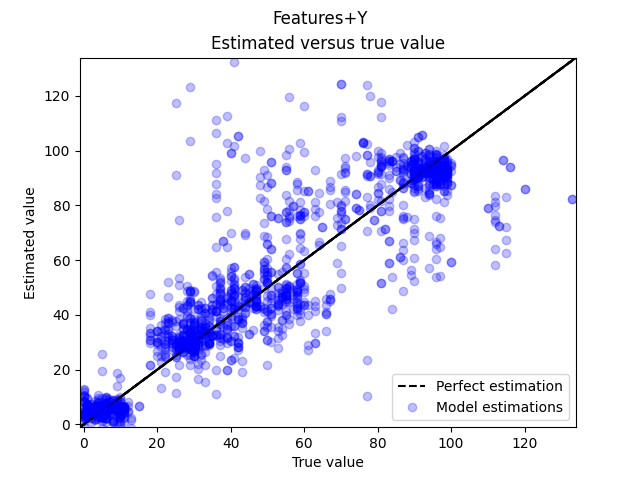 Features+Y
Estimated versus true value
Estimated value
120
100
80
60
40
20
0
0 20 40 60 80 100 120
True value
Perfect estimation
Model estimations